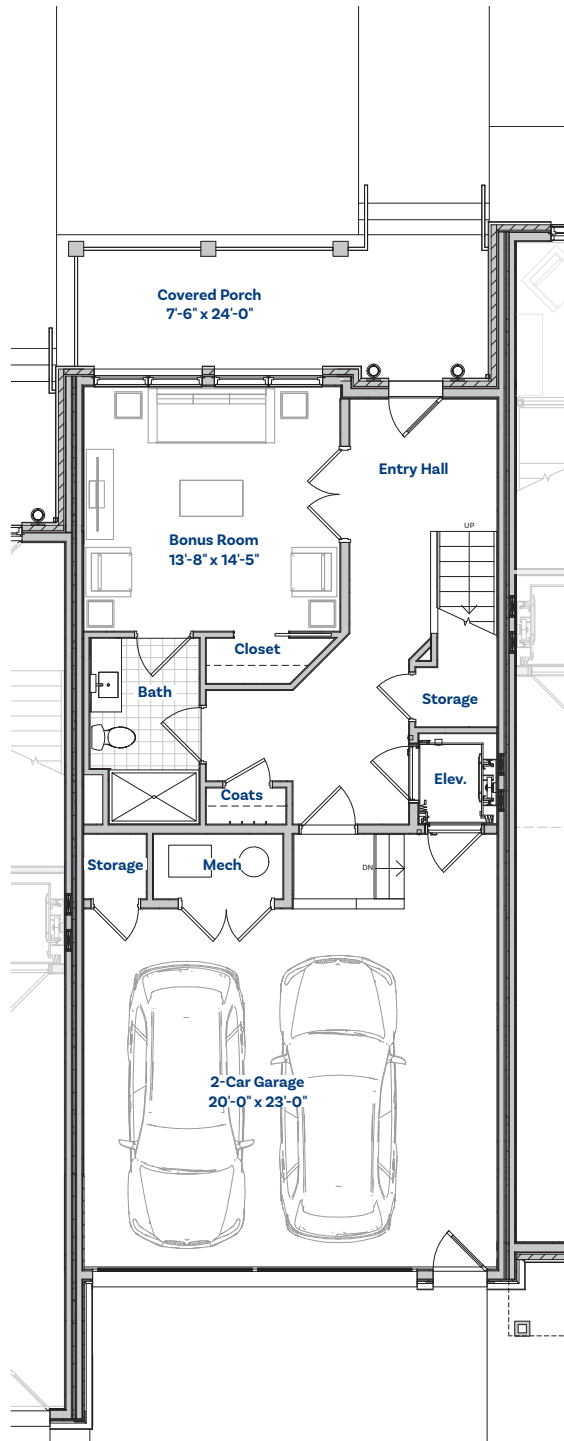 Covered Porch
7'-6" x 24'-0"
Entry Hall
UP
Bonus Room
13'-8" x 14'-5"
Closet
Bath
Storage
Elev.
Coats
Storage
Mech
DN
2-Car Garage
20'-0" x 23'-0"